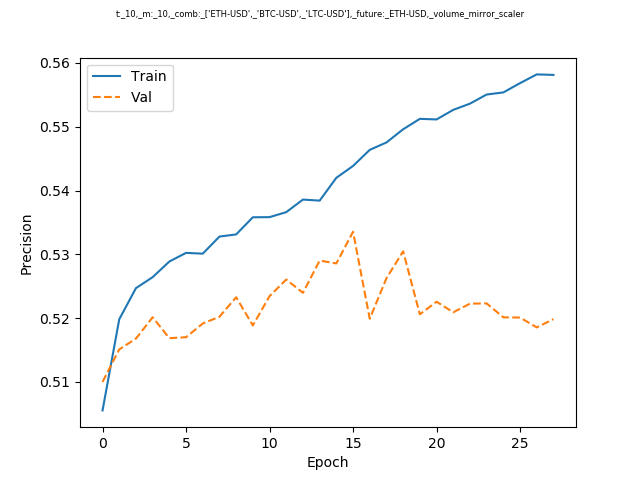 t:_10,_m:_10,_comb:_['ETH-USD',_'BTC-USD',_'LTC-USD'],_future:_ETH-USD,_volume_mirror_scaler
Train
Val
0.56
0.55
0.54
0.53
0.52
0.51
Precision
0 5 10 15 20 25
Epoch